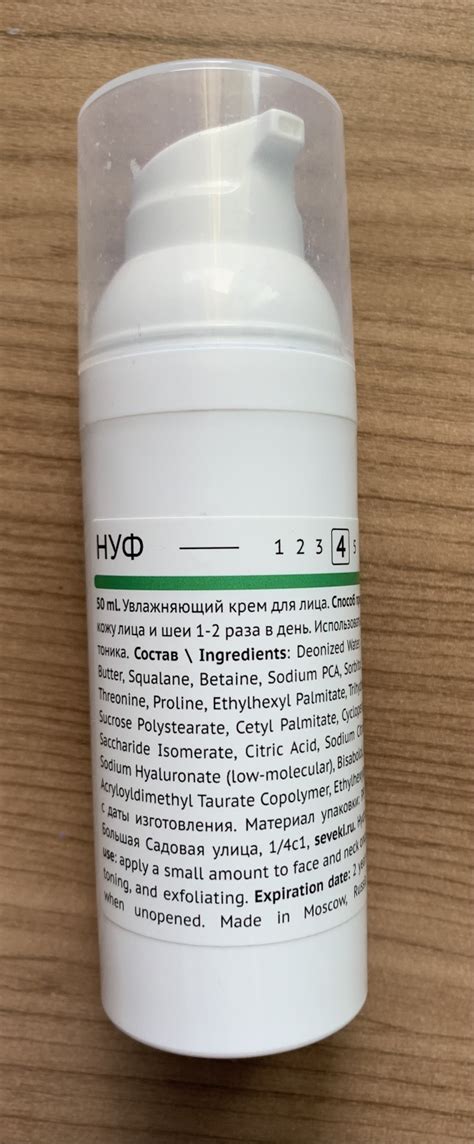 НУФ — 1 2 3 4 5
50 mL Увлажняющий крем для лица. Способ
кожу лица и шеи 1-2 раза в день.
тоника. Состав \ Ingredients: Deonized Water
Butter, Squalane, Betaine, Sodium PCA,
Threonine, Proline, Ethylhexyl Palmitate,
Sucrose Polystearate, Cetyl Palmitate,
Saccharide Isomerate, Citric Acid, Sodium
Sodium Hyaluronate (low-molecular),
Acryloyldimethyl Taurate Copolymer,
с даты изготовления. Материал упаковки:
Большая Садовая улица, 1/4с1, seveki.ru.
use: apply a small amount to face and neck
toning, and exfoliating. Expiration date: 2
when unopened. Made in Moscow,